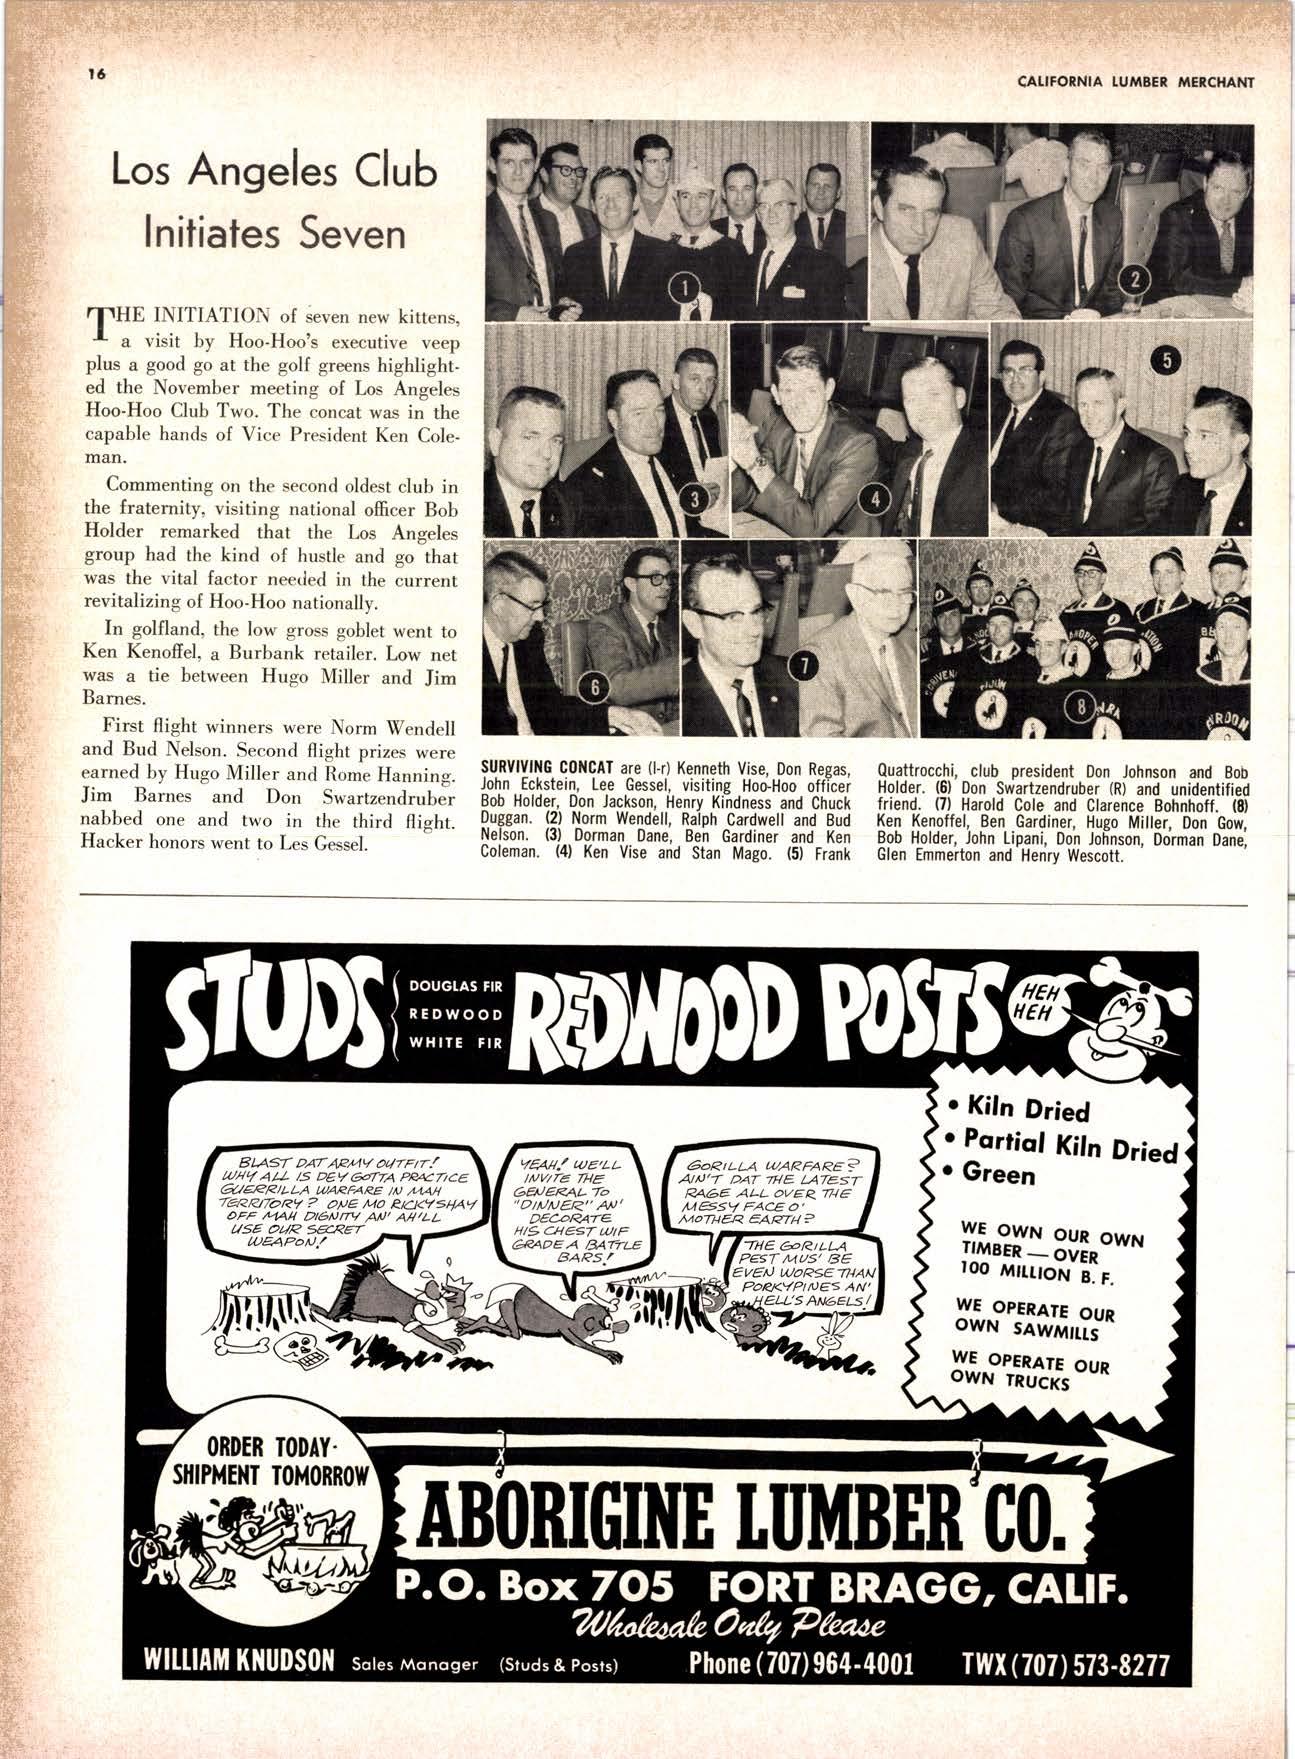 16
CALIFORNIA LUMBER MERCHANT
Los Angeles Club
Initiates Seven
THE INITIATION of seven new kittens,
a visit by Hoo-Hoo's executive veep
plus a good go at the golf greens highlight-
ed the November meeting of Los Angeles
Hoo-Hoo Club Two. The concat was in the
capable hands of Vice President Ken Cole-
man.
Commenting on the second oldest club in
the fraternity, visiting national officer Bob
Holder remarked that the Los Angeles
group had the kind of hustle and go that
was the vital factor needed in the current
revitalizing of Hoo-Hoo nationally.
In golfland, the low gross goblet went to
Ken Kenoffel, a Burbank retailer. Low net
was a tie between Hugo Miller and Jim
Barnes.
First flight winners were Norm Wendell
and Bud Nelson. Second flight prizes were
earned by Hugo Miller and Rome Hanning.
Jim Barnes and Don Swartzendruber
nabbed one and two in the third flight.
Hacker honors went to Les Gessel.
1
2
3
4
5
6
7
8
SURVIVING CONCAT are (l-r) Kenneth Vise, Don Regas,
John Eckstein, Lee Gessel, visiting Hoo-Hoo officer
Bob Holder, Don Jackson, Henry Kindness and Chuck
Duggan. (2) Norm Wendell, Ralph Cardwell and Bud
Nelson. (3) Dorman Dane, Ben Gardiner and Ken
Coleman. (4) Ken Vise and Stan Mago. (5) Frank
Quattrocchi, club president Don Johnson and Bob
Holder. (6) Don Swartzendruber (R) and unidentified
friend. (7) Harold Cole and Clarence Bohnhoff. (8)
Ken Kenoffel, Ben Gardiner, Hugo Miller, Don Gow,
Bob Holder, John Lipani, Don Johnson, Dorman Dane,
Glen Emmerton and Henry Wescott.
STUDS
DOUGLAS FIR
REDWOOD
WHITE FIR
REDWOOD POSTS
HEH
HEH
• Kiln Dried
• Partial Kiln Dried
• Green
WE OWN OUR OWN
TIMBER — OVER
100 MILLION B. F.
WE OPERATE OUR
OWN SAWMILLS
WE OPERATE OUR
OWN TRUCKS
BLAST DAT ARMY OUTFIT!
WHY ALL IS DEY GOTTA PRACTICE
GUERRILLA WARFARE IN MAH
TERRITORY? ONE MO RICKYSHAY
OFF MAH DIGNITY AN' AH'LL
USE OUR SECRET
WEAPON!
YEAH! WE'LL
INVITE THE
GENERAL TO
"DINNER" AN'
DECORATE
HIS CHEST WIF
GRADE A BATTLE
BARS!
GORILLA WARFARE?
AIN'T DAT THE LATEST
RAGE ALL OVER THE
MESSY FACE O'
MOTHER EARTH?
THE GORILLA
PEST MUS' BE
EVEN WORSE THAN
PORKYPINES AN'
HELL'S ANGELS!
ORDER TODAY-
SHIPMENT TOMORROW
ABORIGINE LUMBER CO.
P.O. Box 705 FORT BRAGG, CALIF.
Wholesale Only Please
WILLIAM KNUDSON Sales Manager (Studs & Posts) Phone (707) 964-4001 TWX (707) 573-8277